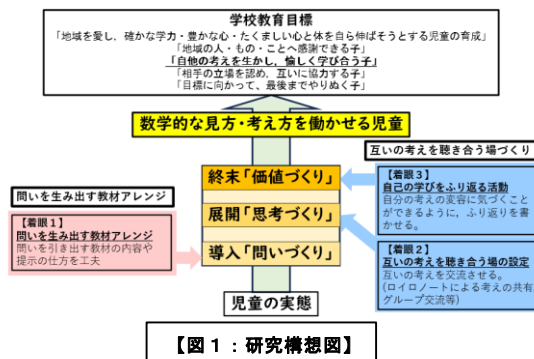 学校教育目標
「地域を愛し，確かな学力・豊かな心・たくましい心と体を自ら伸ばそうとする児童の育成」
「地域の人・もの・ことへ感謝できる子」
「自他の考えを生かし，愉しく学び合う子」
「相手の立場を認め，互いに協力する子」
「目標に向かって、最後までやりぬく子」
数学的な見方・考え方を働かせる児童
互いの考えを聴き合う場づくり
終末「価値づくり」
【着眼３】
自己の学びをふり返る活動
自分の考えの変容に気づくこと
ができるように，ふり返りを書
かせる。
問いを生み出す教材アレンジ
【着眼１】
問いを生み出す教材アレンジ
問いを引き出す教材の内容や
提示の仕方を工夫
展開「思考づくり」
導入「問いづくり」
【着眼２】
互いの考えを聴き合う場の設定
互いの考えを交流させる。
(ロイロノートによる考えの共有，
グループ交流等)
児童の実態
【図１：研究構想図】